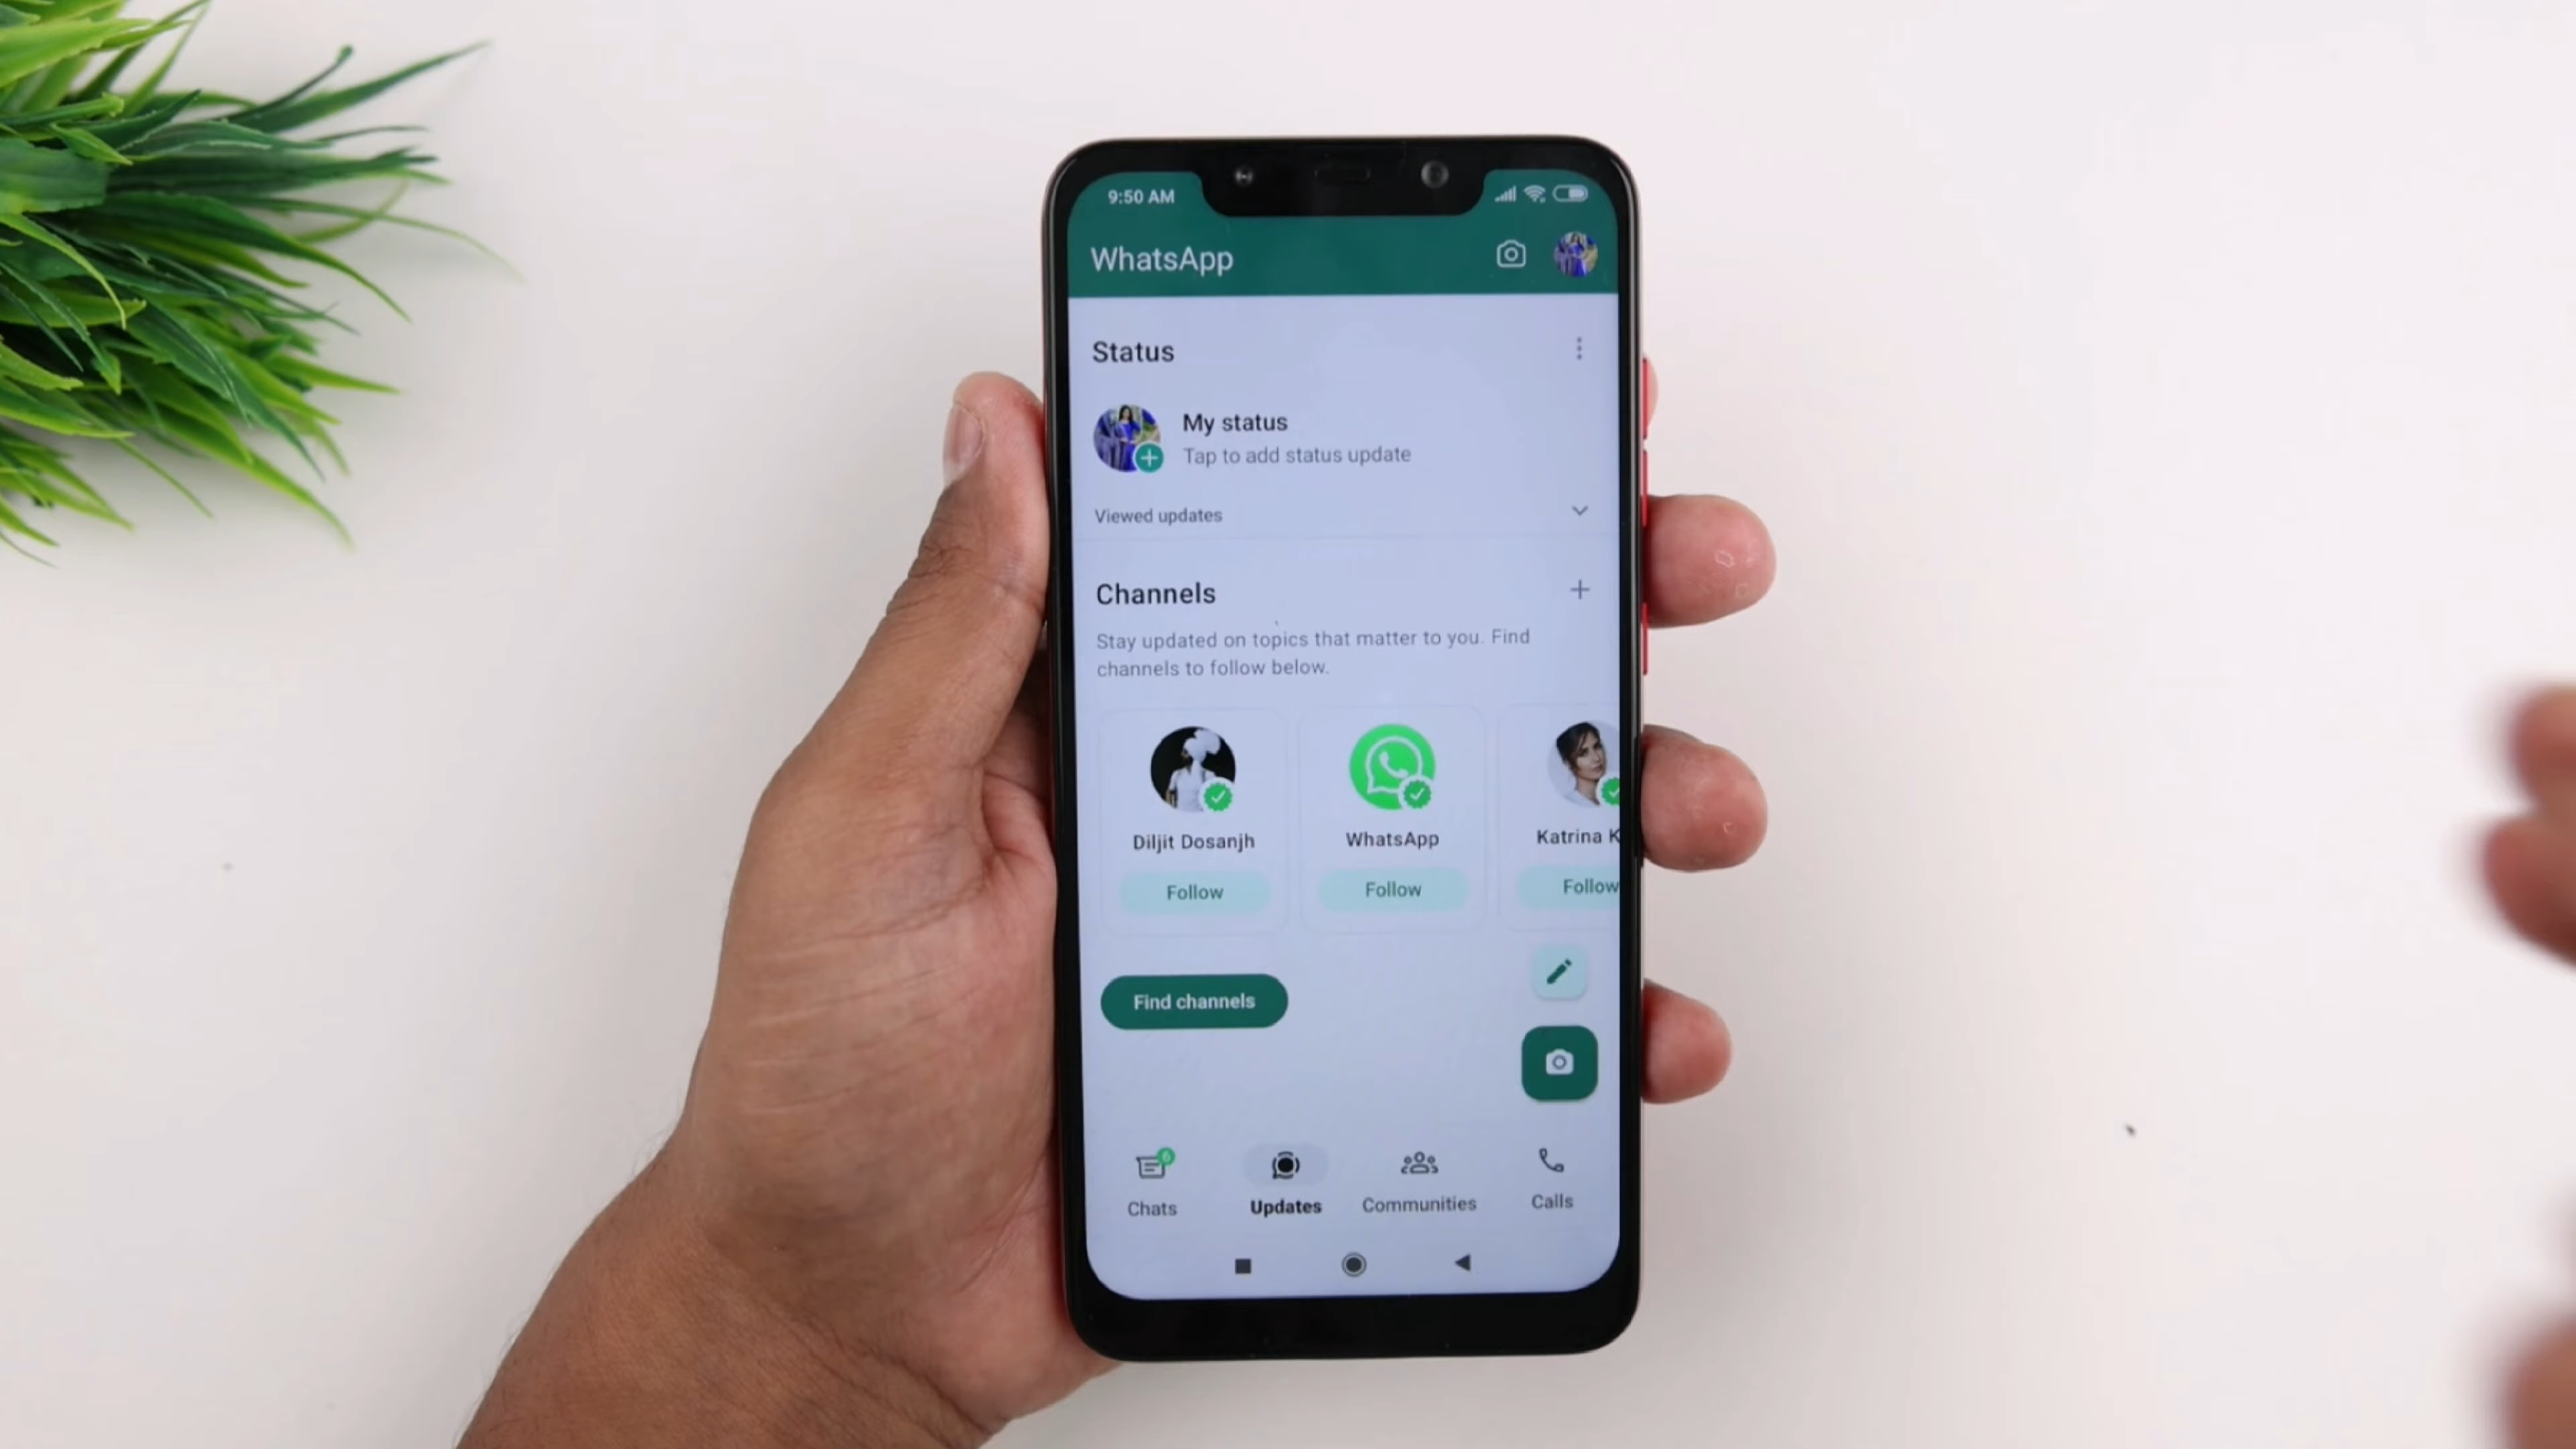 9:50 AM
WhatsApp
Status
My status
Tap to add status update
Viewed updates
Channels
Stay updated on topics that matter to you. Find
channels to follow below.
Diljit Dosanjh
WhatsApp
Katrina K
Follow
Follow
Follow
Find channels
6
Chats
Updates
Communities
Calls